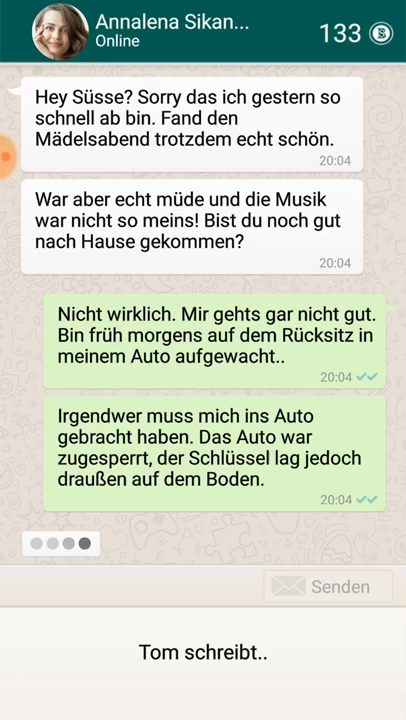 Annalena Sikan...
Online
133
Hey Süsse? Sorry das ich gestern so
schnell ab bin. Fand den
Mädelsabend trotzdem echt schön.
20:04
War aber echt müde und die Musik
war nicht so meins! Bist du noch gut
nach Hause gekommen?
20:04
Nicht wirklich. Mir gehts gar nicht gut.
Bin früh morgens auf dem Rücksitz in
meinem Auto aufgewacht..
20:04
Irgendwer muss mich ins Auto
gebracht haben. Das Auto war
zugesperrt, der Schlüssel lag jedoch
draußen auf dem Boden.
20:04
Senden
Tom schreibt..